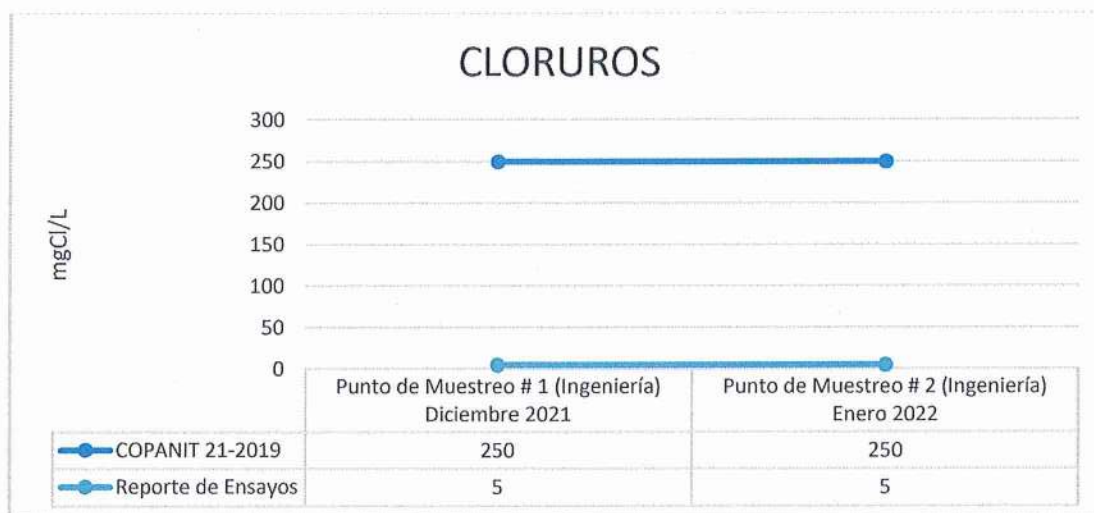 CLORUROS
mgCl/L
300
250
200
150
100
50
0
Punto de Muestreo # 1 (Ingeniería)
Diciembre 2021
Punto de Muestreo # 2 (Ingeniería)
Enero 2022
COPANIT 21-2019 250 250
Reporte de Ensayos 5 5